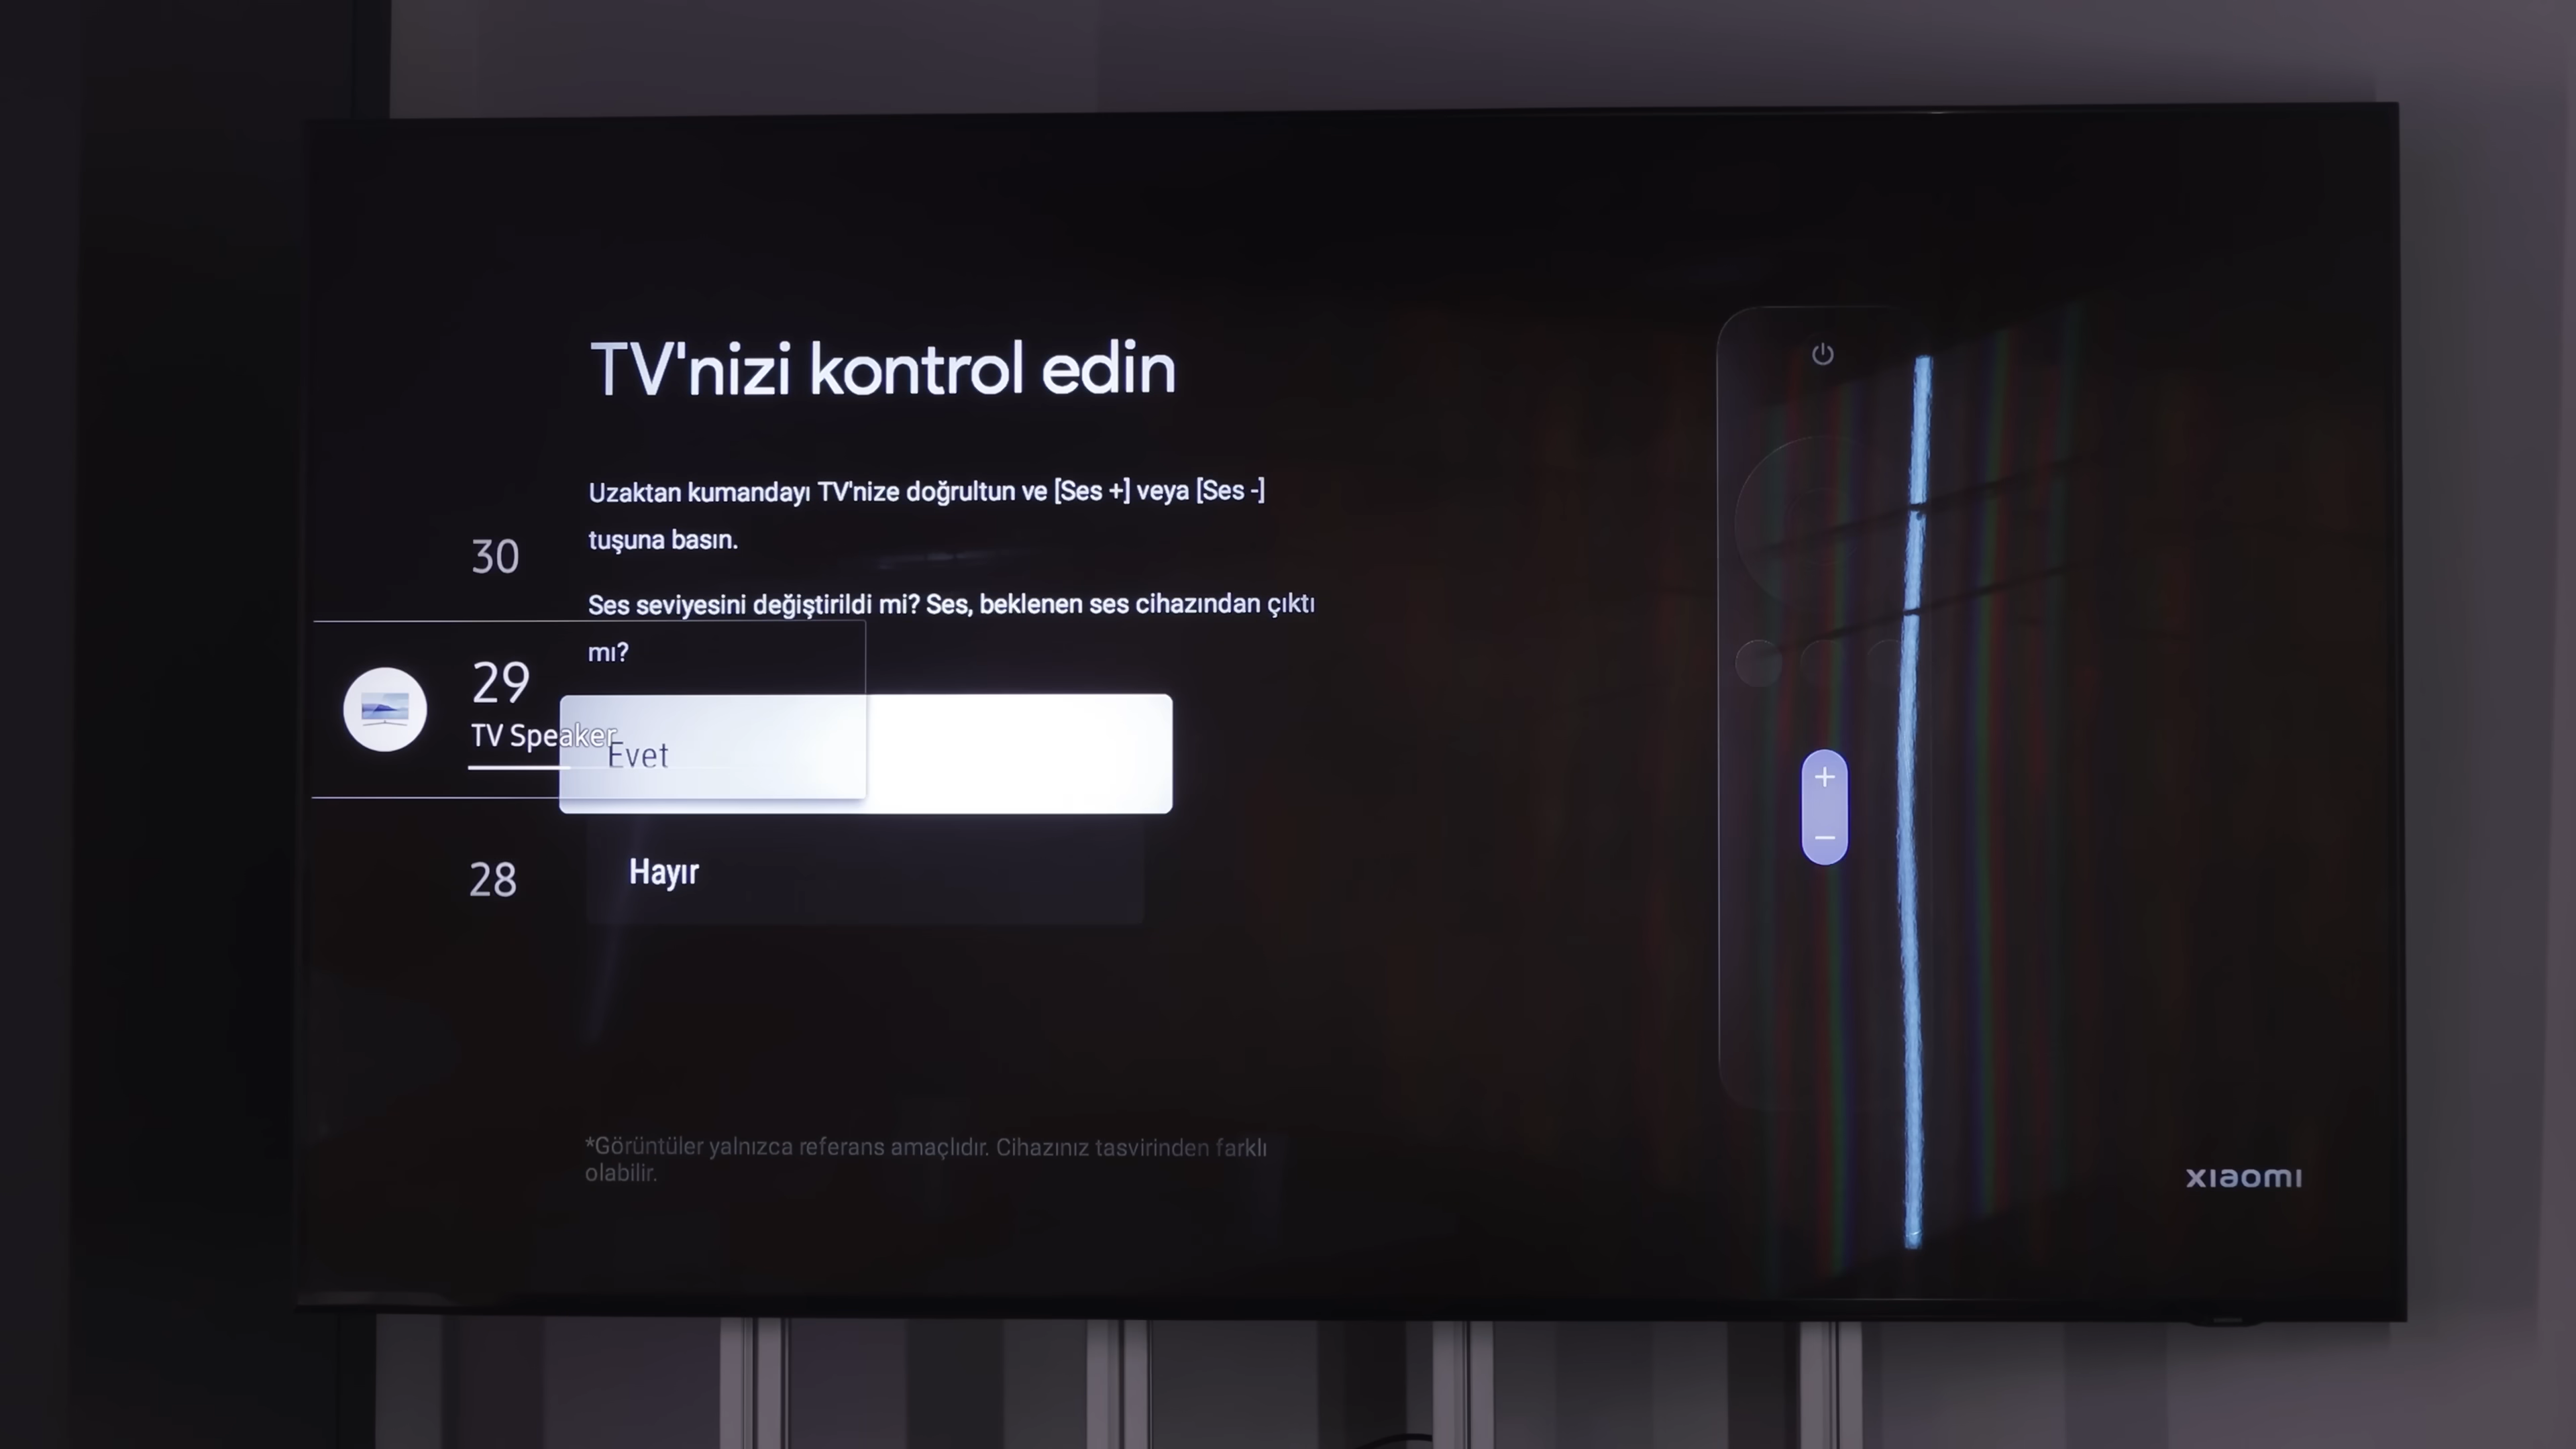 TV'nizi kontrol edin
Uzaktan kumandayı TV'nize doğrultun ve [Ses +] veya [Ses -]
tuşuna basın.
30
Ses seviyesini değiştirildi mi? Ses, beklenen ses cihazından çıktı
mı?
29
TV Speaker
Evet
Hayır
28
+
−
*Görüntüler yalnızca referans amaçlıdır. Cihazınız tasvirinden farklı
olabilir.
xiaomi